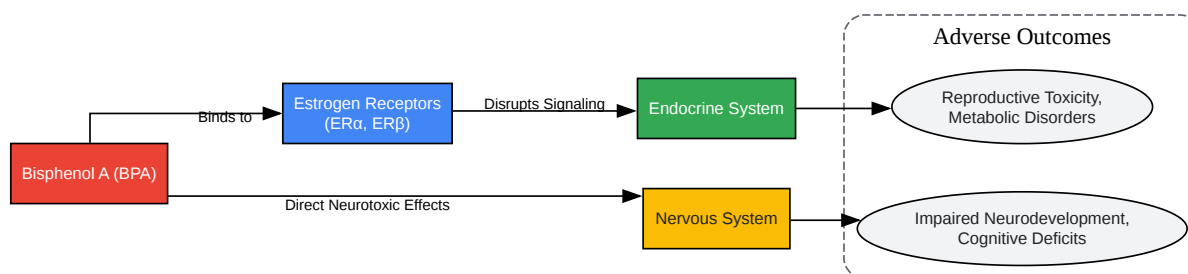 Adverse Outcomes
Binds to
Estrogen Receptors
(ERα, ERβ)
Disrupts Signaling
Endocrine System
Reproductive Toxicity,
Metabolic Disorders
Bisphenol A (BPA)
Direct Neurotoxic Effects
Nervous System
Impaired Neurodevelopment,
Cognitive Deficits